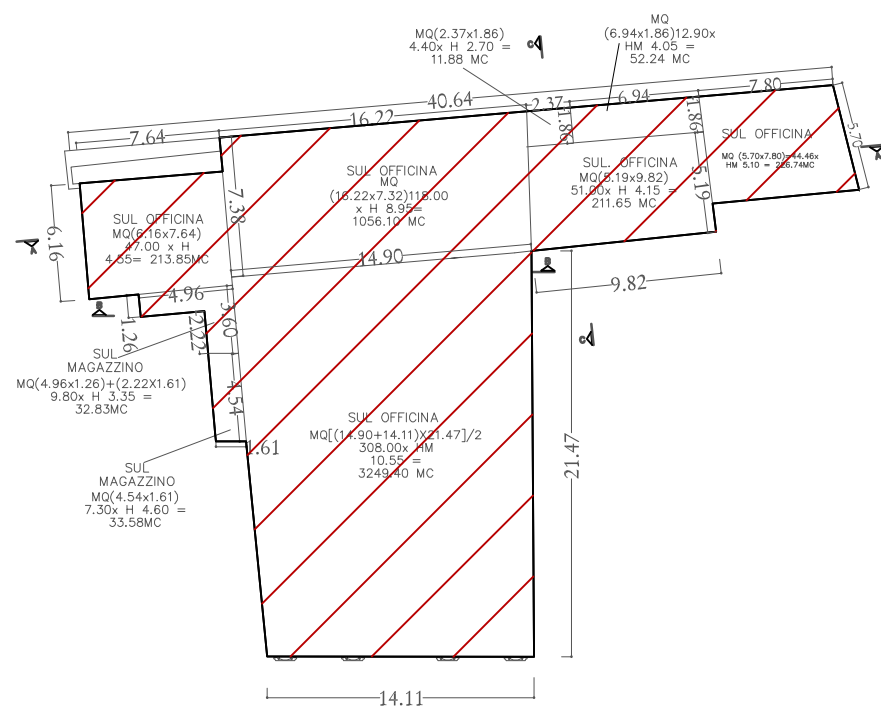 MQ(2.37x1.86)
4.40x H 2.70 =
11.88 MC
MQ
(6.94x1.86)12.90x
HM 4.05 =
52.24 MC
C
7.80
40.64
2.37
6.94
16.22
7.64
1.86
1.86
5.70
SUL OFFICINA
MQ (5.70x7.80)=44.46x
HM 5.10 = 226.74MC
SUL. OFFICINA
MQ(5.19x9.82)
51.00x H 4.15 =
211.65 MC
5.19
SUL OFFICINA
MQ
(16.22x7.32)118.00
x H 8.95=
1056.10 MC
7.38
SUL OFFICINA
MQ(6.16x7.64)
47.00 x H
4.55= 213.85MC
6.16
14.90
B
9.82
4.96
B
1.26
2.22
3.60
C
SUL
MAGAZZINO
MQ(4.96x1.26)+(2.22X1.61)
9.80x H 3.35 =
32.83MC
4.54
1.61
SUL OFFICINA
MQ[(14.90+14.11)X21.47]/2
308.00x HM
10.55 =
3249.40 MC
21.47
SUL
MAGAZZINO
MQ(4.54x1.61)
7.30x H 4.60 =
33.58MC
14.11